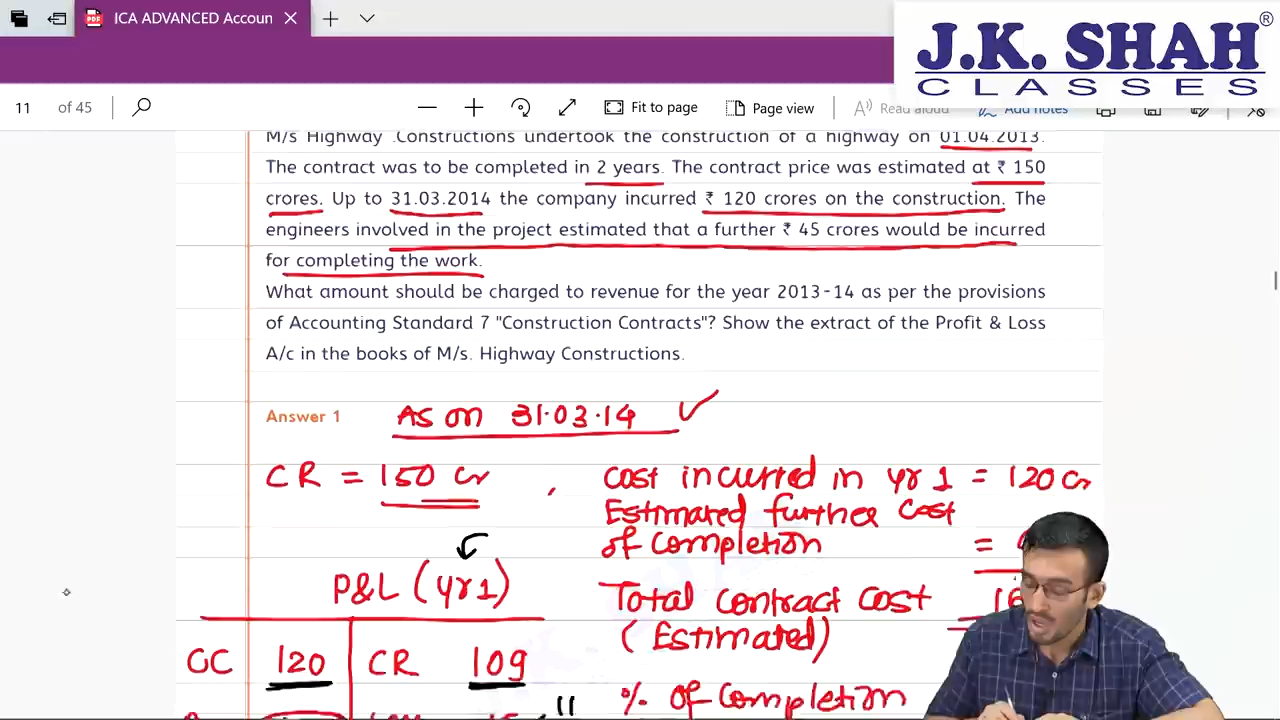 ICA ADVANCED Accoun
J.K. SHAH®
CLASSES
11 of 45
Fit to page
Page view
Read aloud
Add notes
M/s Highway .Constructions undertook the construction of a highway on 01.04.2013.
The contract was to be completed in 2 years. The contract price was estimated at ₹ 150
crores. Up to 31.03.2014 the company incurred ₹ 120 crores on the construction. The
engineers involved in the project estimated that a further ₹ 45 crores would be incurred
for completing the work.
What amount should be charged to revenue for the year 2013-14 as per the provisions
of Accounting Standard 7 "Construction Contracts"? Show the extract of the Profit & Loss
A/c in the books of M/s. Highway Constructions.
Answer 1 As on 31.03.14
CR = 150 cr , Cost incurred in yr 1 = 120 cr
Estimated further cost
of completion =
P&L (yr1)
Total contract cost
(Estimated)
CC 120 CR 109
% of completion